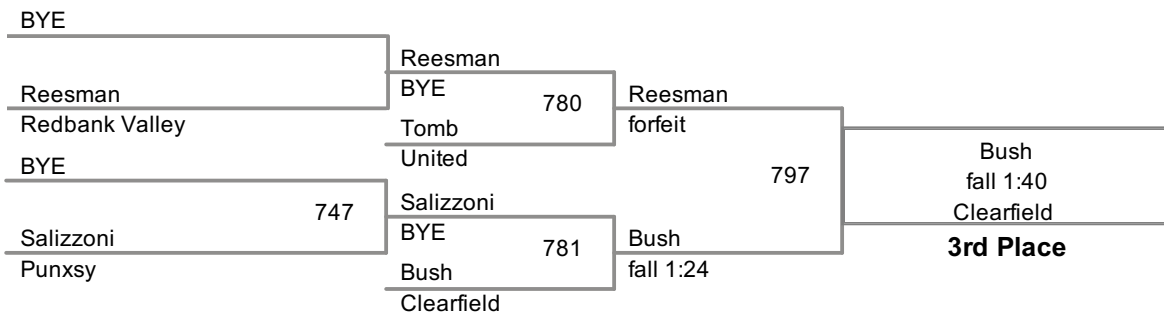 BYE
Reesman
Redbank Valley
BYE
747
Salizzoni
Punxsy
Reesman
BYE
780
Tomb
United
Salizzoni
BYE
781
Bush
Clearfield
Reesman
forfeit
797
Bush
fall 1:24
Bush
fall 1:40
Clearfield
3rd Place